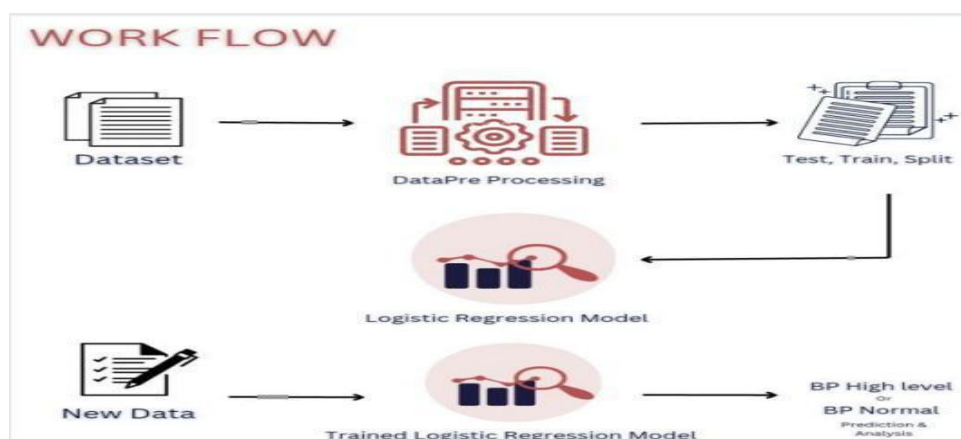 WORK FLOW
Dataset
DataPre Processing
Test, Train, Split
Logistic Regression Model
New Data
Trained Logistic Regression Model
BP High level
Or
BP Normal
Prediction &
Analysis